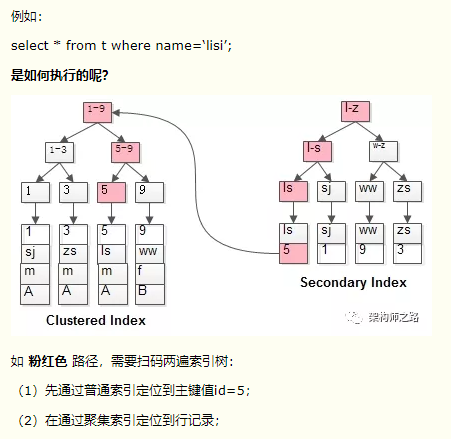 例如：
select * from t where name='lisi';
是如何执行的呢？
1-9 l-z
1-3 5-9 l-s w-z
1 3 5 9 ls sj ww zs
1 3 5 9 ls sj ww zs
sj zs ls ww 5 1 9 3
m m m f
A A A B
Secondary Index
Clustered Index
架构师之路
如 粉红色 路径，需要扫码两遍索引树：
（1）先通过普通索引定位到主键值id=5；
（2）在通过聚集索引定位到行记录；